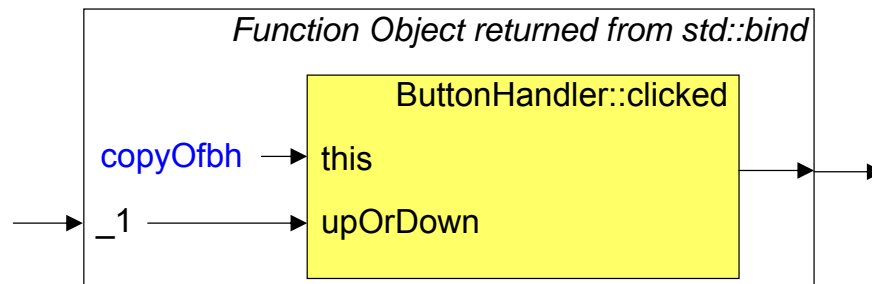 Function Object returned from std::bind
ButtonHandler::clicked
copyOfbh
this
_1
upOrDown